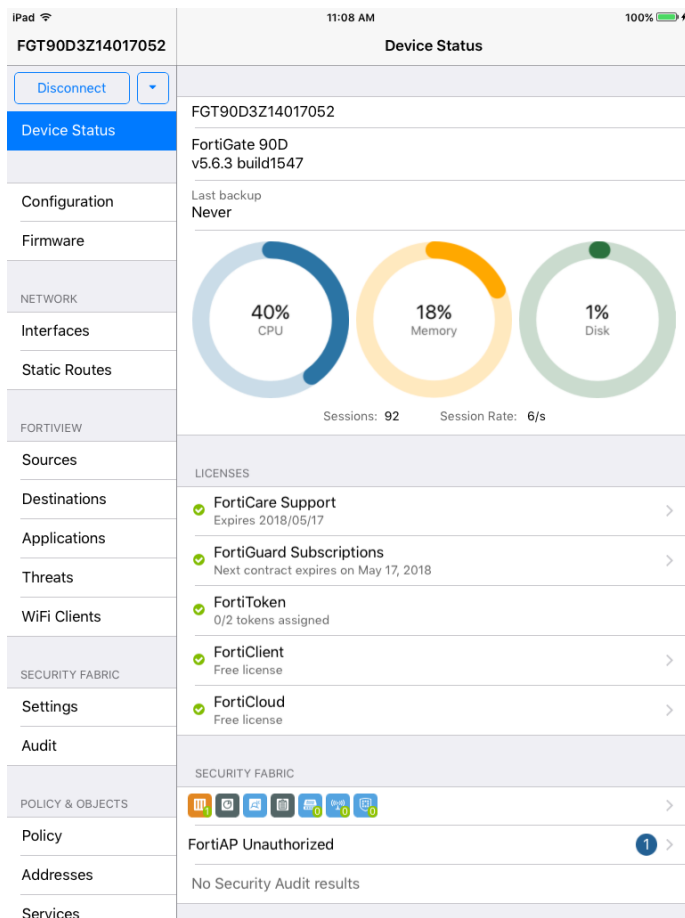 iPad
11:08 AM
100%
FGT90D3Z14017052
Device Status
Disconnect
Device Status
Configuration
Firmware
NETWORK
Interfaces
Static Routes
FORTIVIEW
Sources
Destinations
Applications
Threats
WiFi Clients
SECURITY FABRIC
Settings
Audit
POLICY & OBJECTS
Policy
Addresses
Services
FGT90D3Z14017052
FortiGate 90D
v5.6.3 build1547
Last backup
Never
40%
CPU
18%
Memory
1%
Disk
Sessions: 92 Session Rate: 6/s
LICENSES
FortiCare Support
Expires 2018/05/17
FortiGuard Subscriptions
Next contract expires on May 17, 2018
FortiToken
0/2 tokens assigned
FortiClient
Free license
FortiCloud
Free license
SECURITY FABRIC
1 0 0 0
FortiAP Unauthorized 1
No Security Audit results